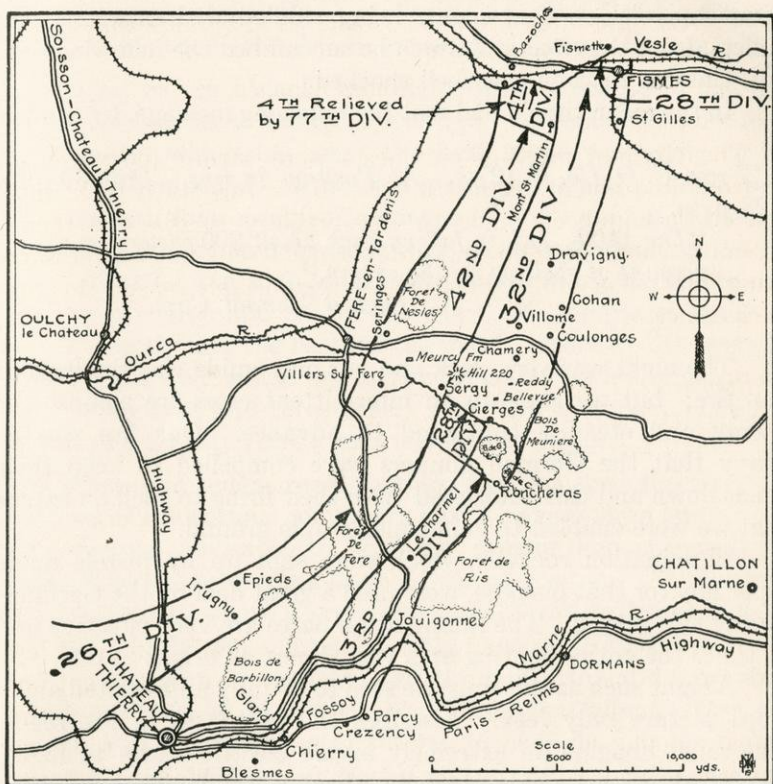 Bazoches
Fismette
Vesle R.
FISMES
28TH DIV.
St Gilles
4TH Relieved
by 77TH DIV.
4TH
DIV.
Mont St Martin
Soisson-Chateau Thierry
Highway
FERE-en-TARDENIS
Seringes
Foret
De
Nesles
42ND DIV
32ND DIV
Dravigny
Cohan
Villome
Coulonges
N
W
E
S
OULCHY
le Chateau
Ourcq R.
Meurcy Fm
Hill 220
Chamery
Villers Sur Fere
Sergy
Reddy
Bellevue
Cierges
28TH
DIV
Bois
De
Meuniere
Roncheras
Le Charmel
Foret
De
Fere
3RD DIV.
Foret de
Ris
CHATILLON
sur Marne
Epieds
Irugny
26TH DIV.
CHATEAU
THIERRY
Bois de
Barbillon
Jauigonne
Marne R.
DORMANS
Paris-Reims Highway
Gland
Fossoy
Parcy
Crezency
Chierry
Blesmes
Scale
0 5000 10,000
yds.